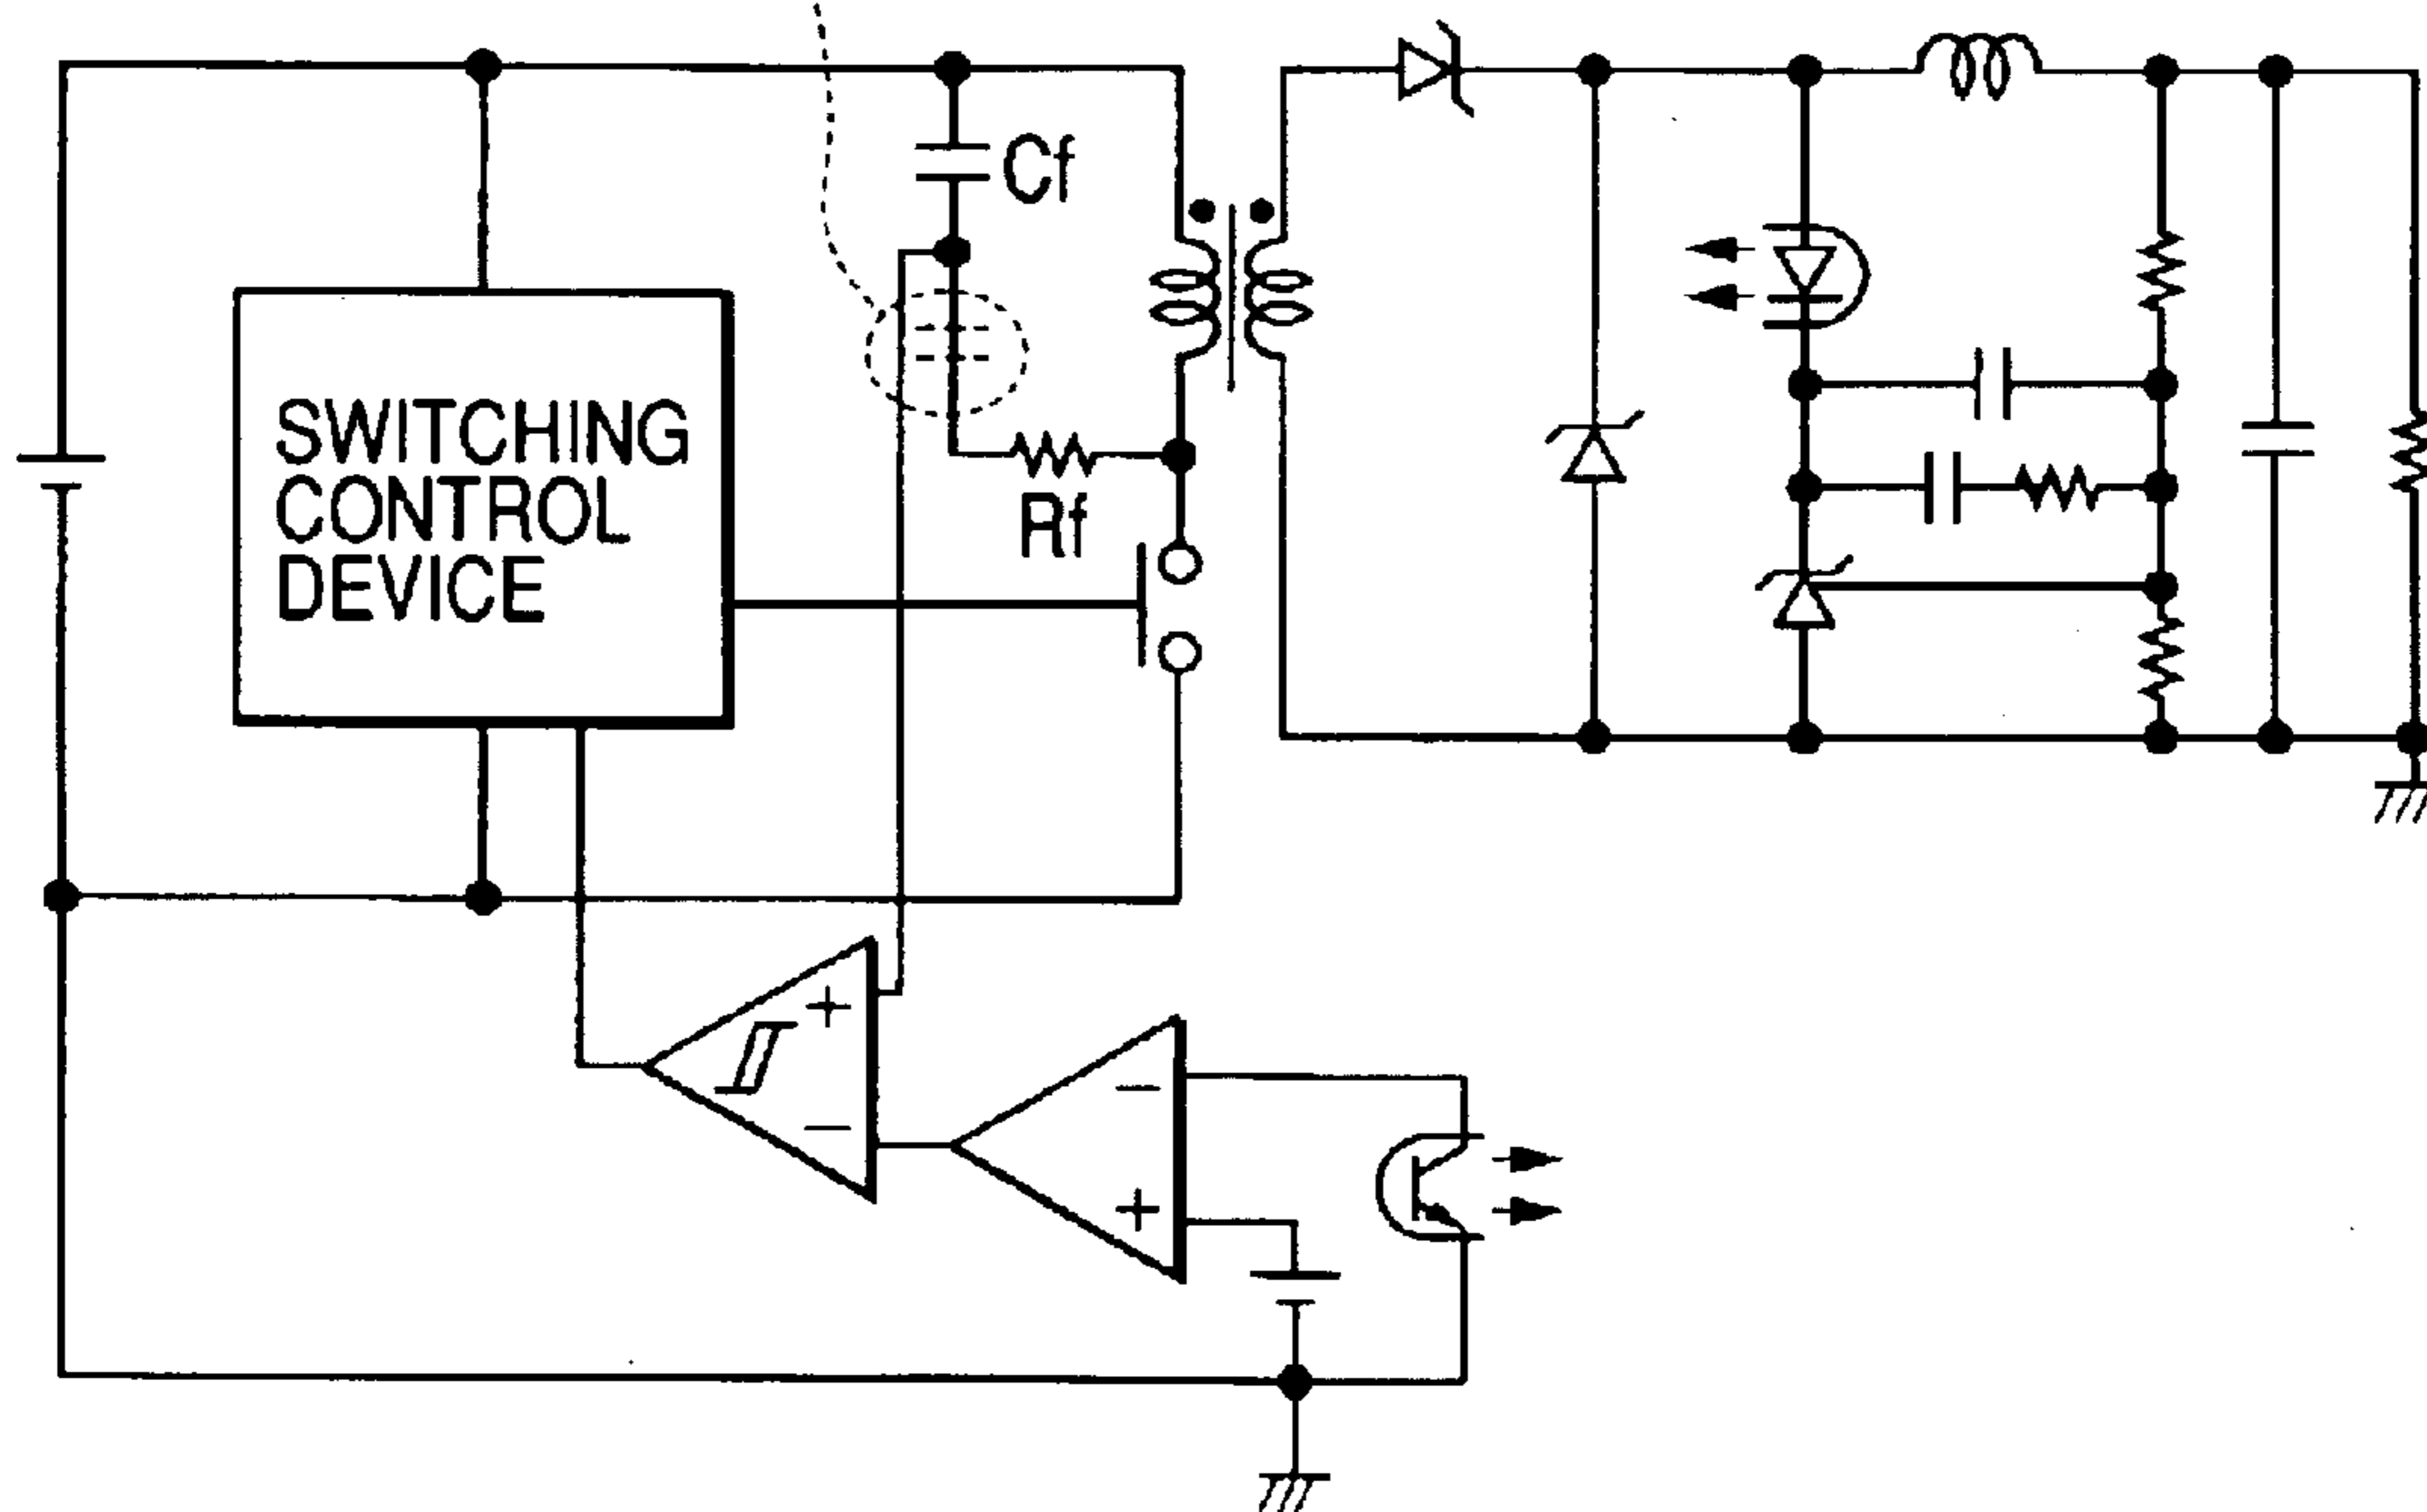 Cf
SWITCHING
CONTROL
DEVICE
Rf
+
−
−
+